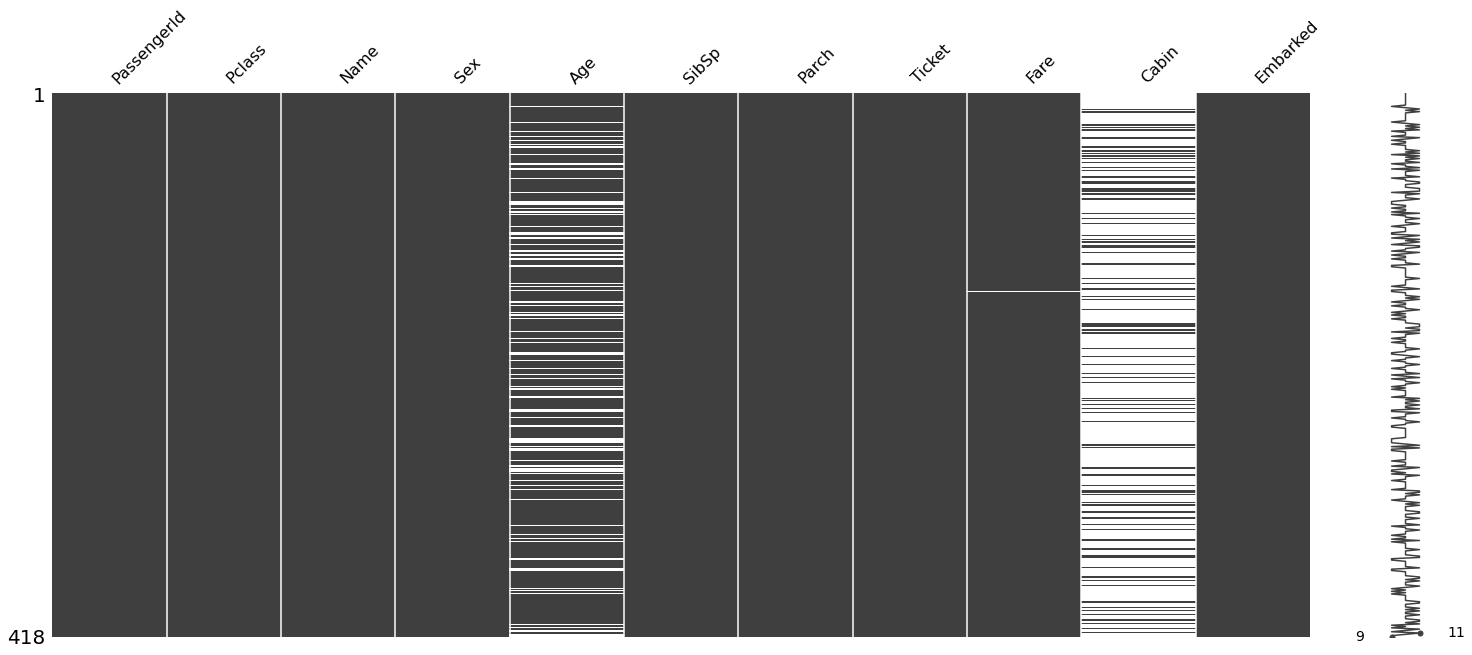 PassengerId
Pclass
Name
Sex
Age
SibSp
Parch
Ticket
Fare
Cabin
Embarked
1
418
9
11